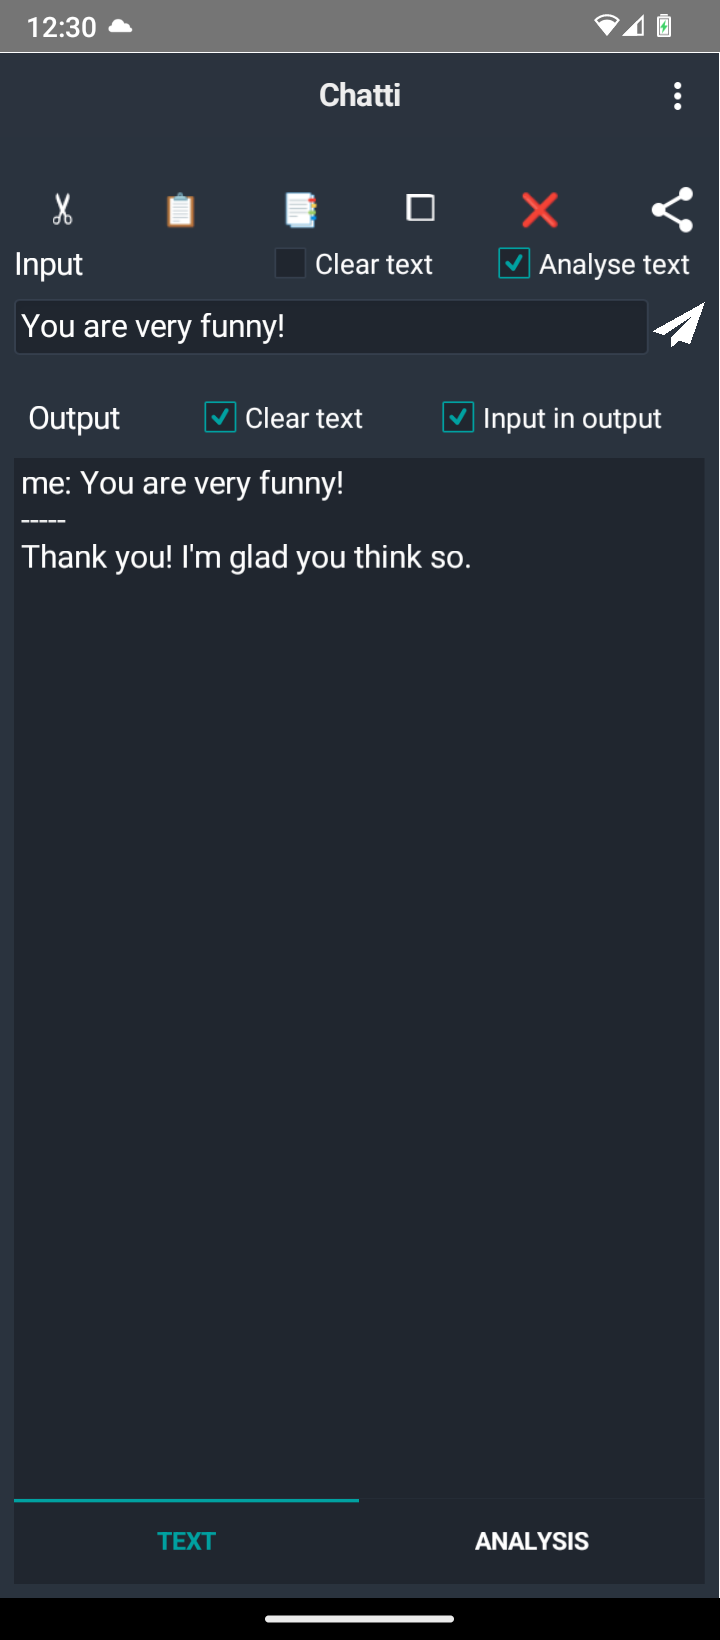 12:30
Chatti
Input Clear text Analyse text
You are very funny!
Output Clear text Input in output
me: You are very funny!
-----
Thank you! I'm glad you think so.
TEXT ANALYSIS